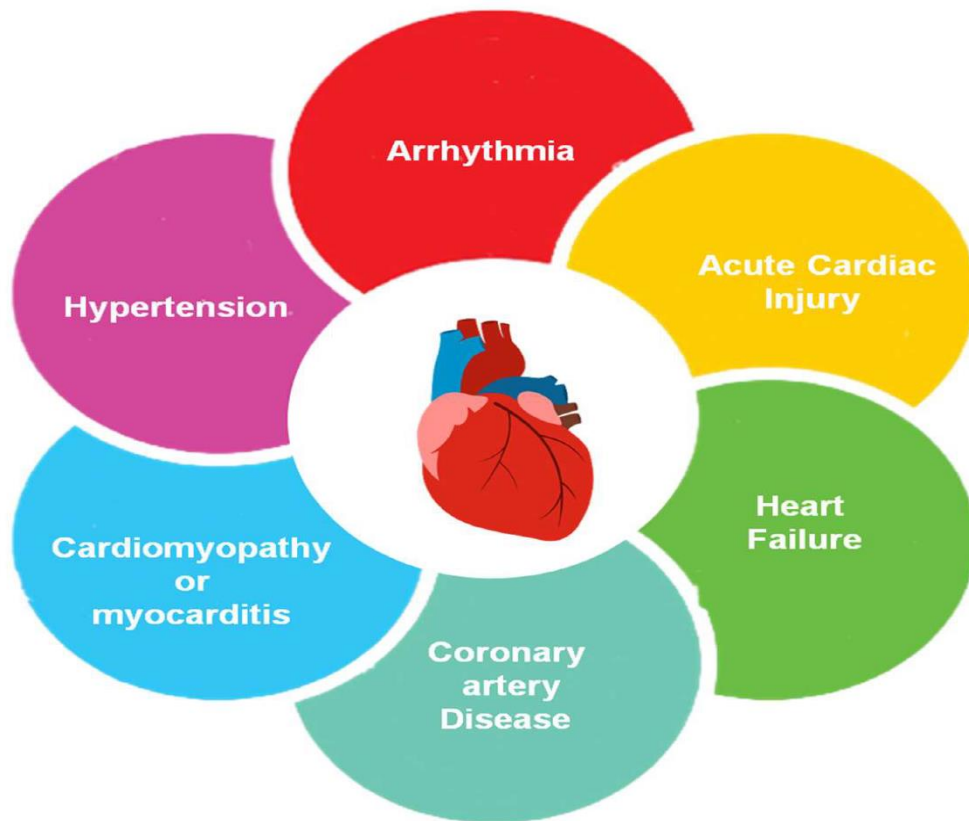 Arrhythmia
Acute Cardiac
Injury
Heart
Failure
Coronary
artery
Disease
Cardiomyopathy
or
myocarditis
Hypertension